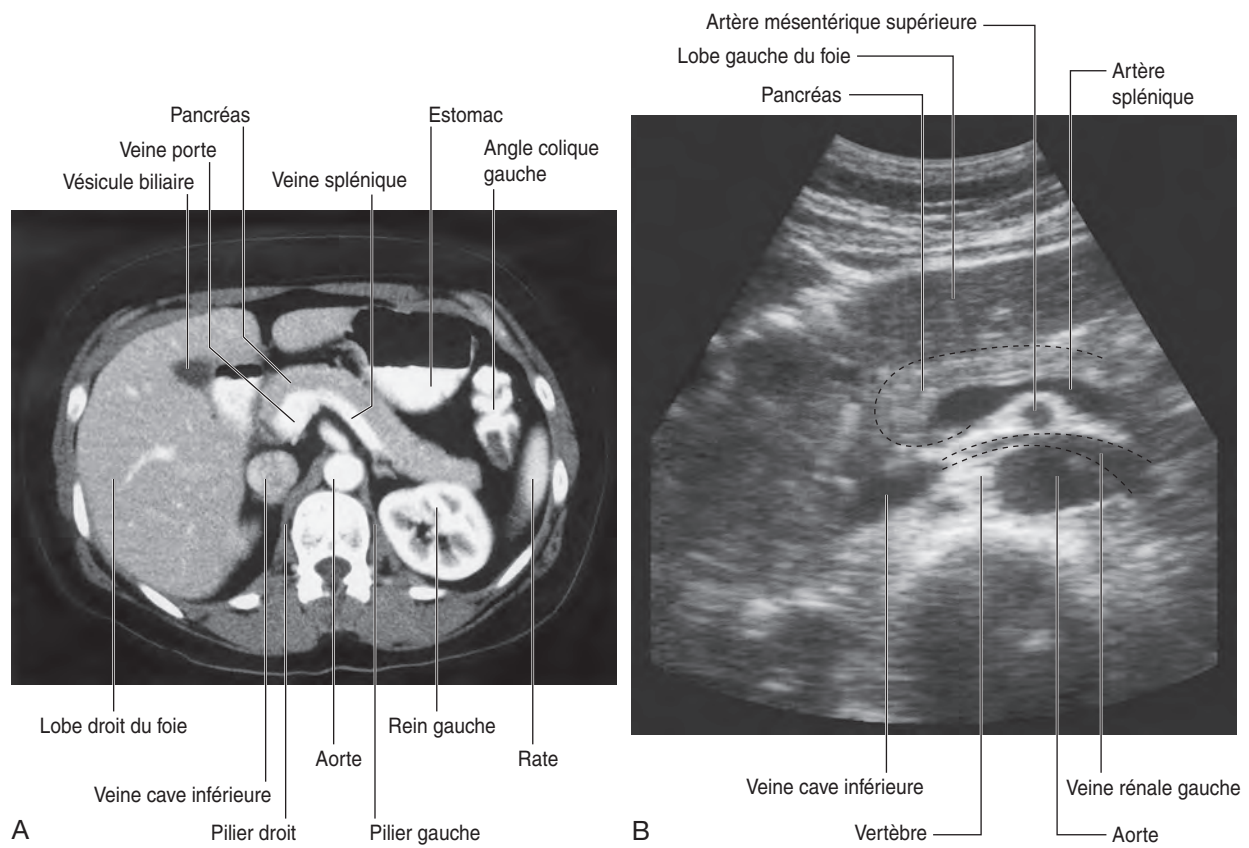 Pancréas
Estomac
Veine porte
Vésicule biliaire
Veine splénique
Angle colique
gauche
Lobe droit du foie
Rein gauche
Aorte
Rate
Veine cave inférieure
Pilier droit
Pilier gauche
A
Artère mésentérique supérieure
Lobe gauche du foie
Pancréas
Artère
splénique
Veine cave inférieure
Veine rénale gauche
Vertèbre
Aorte
B